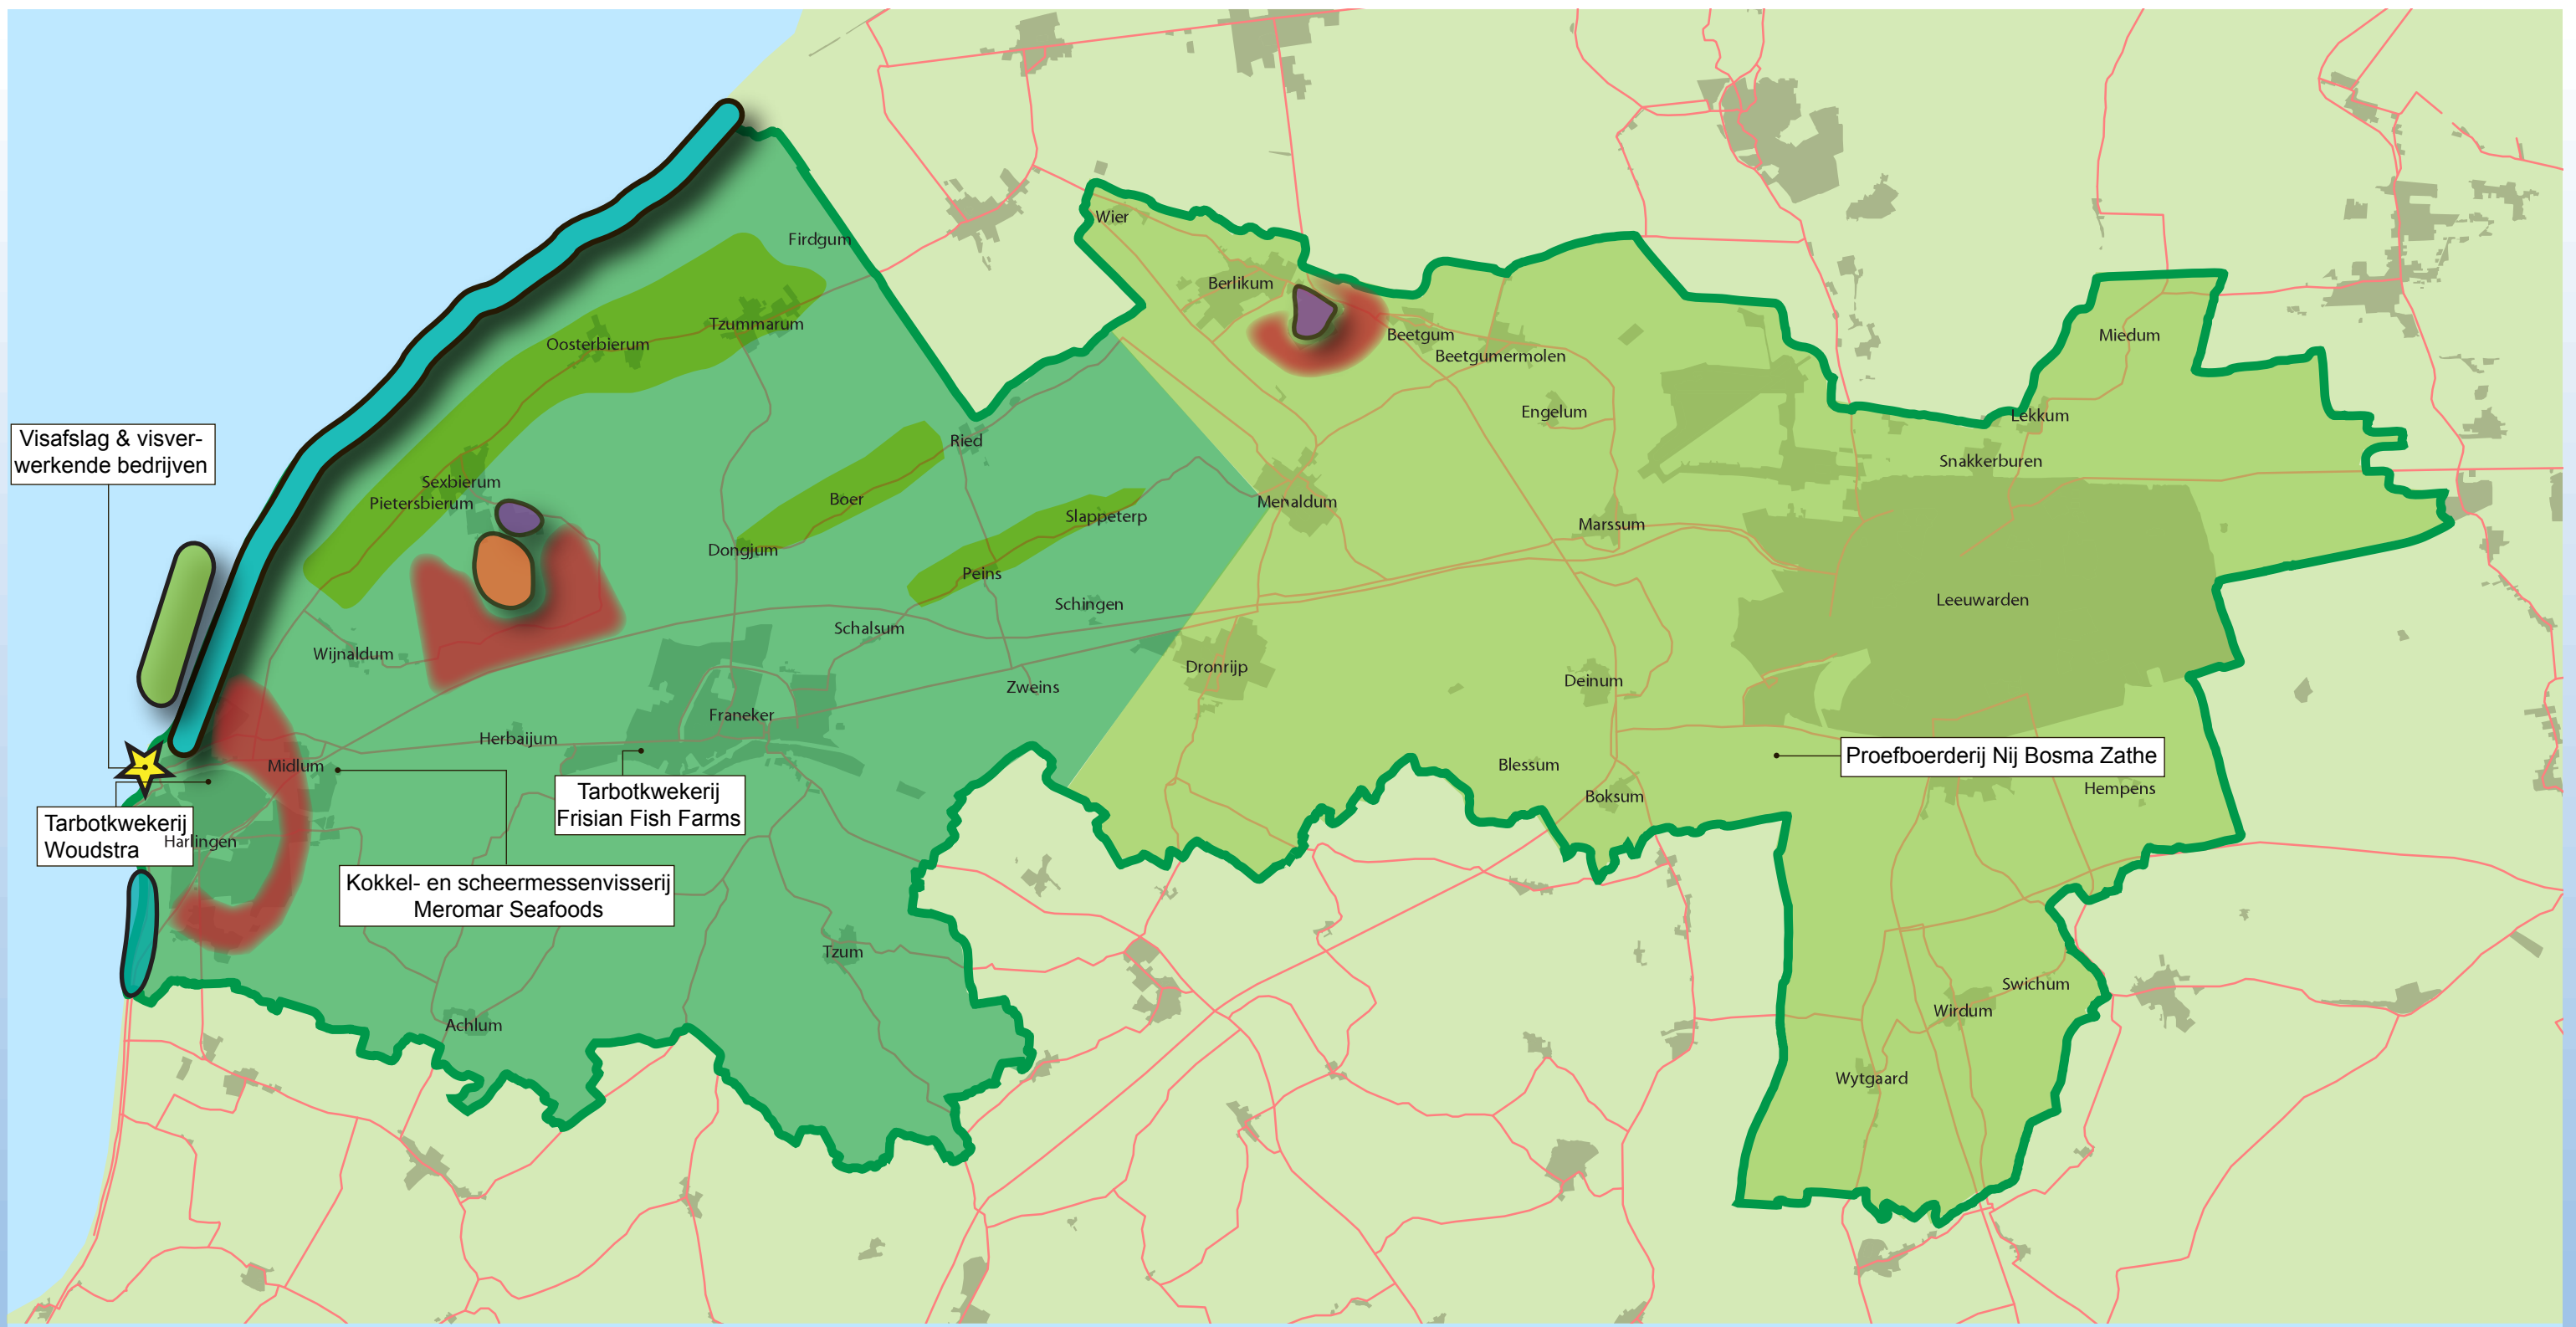 Wier
Firdgum
Berlikum
Tzummarum
Oosterbierum
Beetgum
Beetgumermolen
Miedum
Engelum
Lekkum
Visafslag & visver-
werkende bedrijven
Ried
Snakkerburen
Sexbierum
Pietersbierum
Boer
Menaldum
Slappeterp
Marssum
Dongjum
Peins
Schingen
Leeuwarden
Schalsum
Wijnaldum
Dronrijp
Deinum
Zweins
Franeker
Herbaijum
Midlum
Blessum
Proefboerderij Nij Bosma Zathe
Hempens
Boksum
Tarbotkwekerij
Frisian Fish Farms
Tarbotkwekerij
Woudstra
Harlingen
Kokkel- en scheermessenvisserij
Meromar Seafoods
Tzum
Swichum
Wirdum
Achlum
Wytgaard